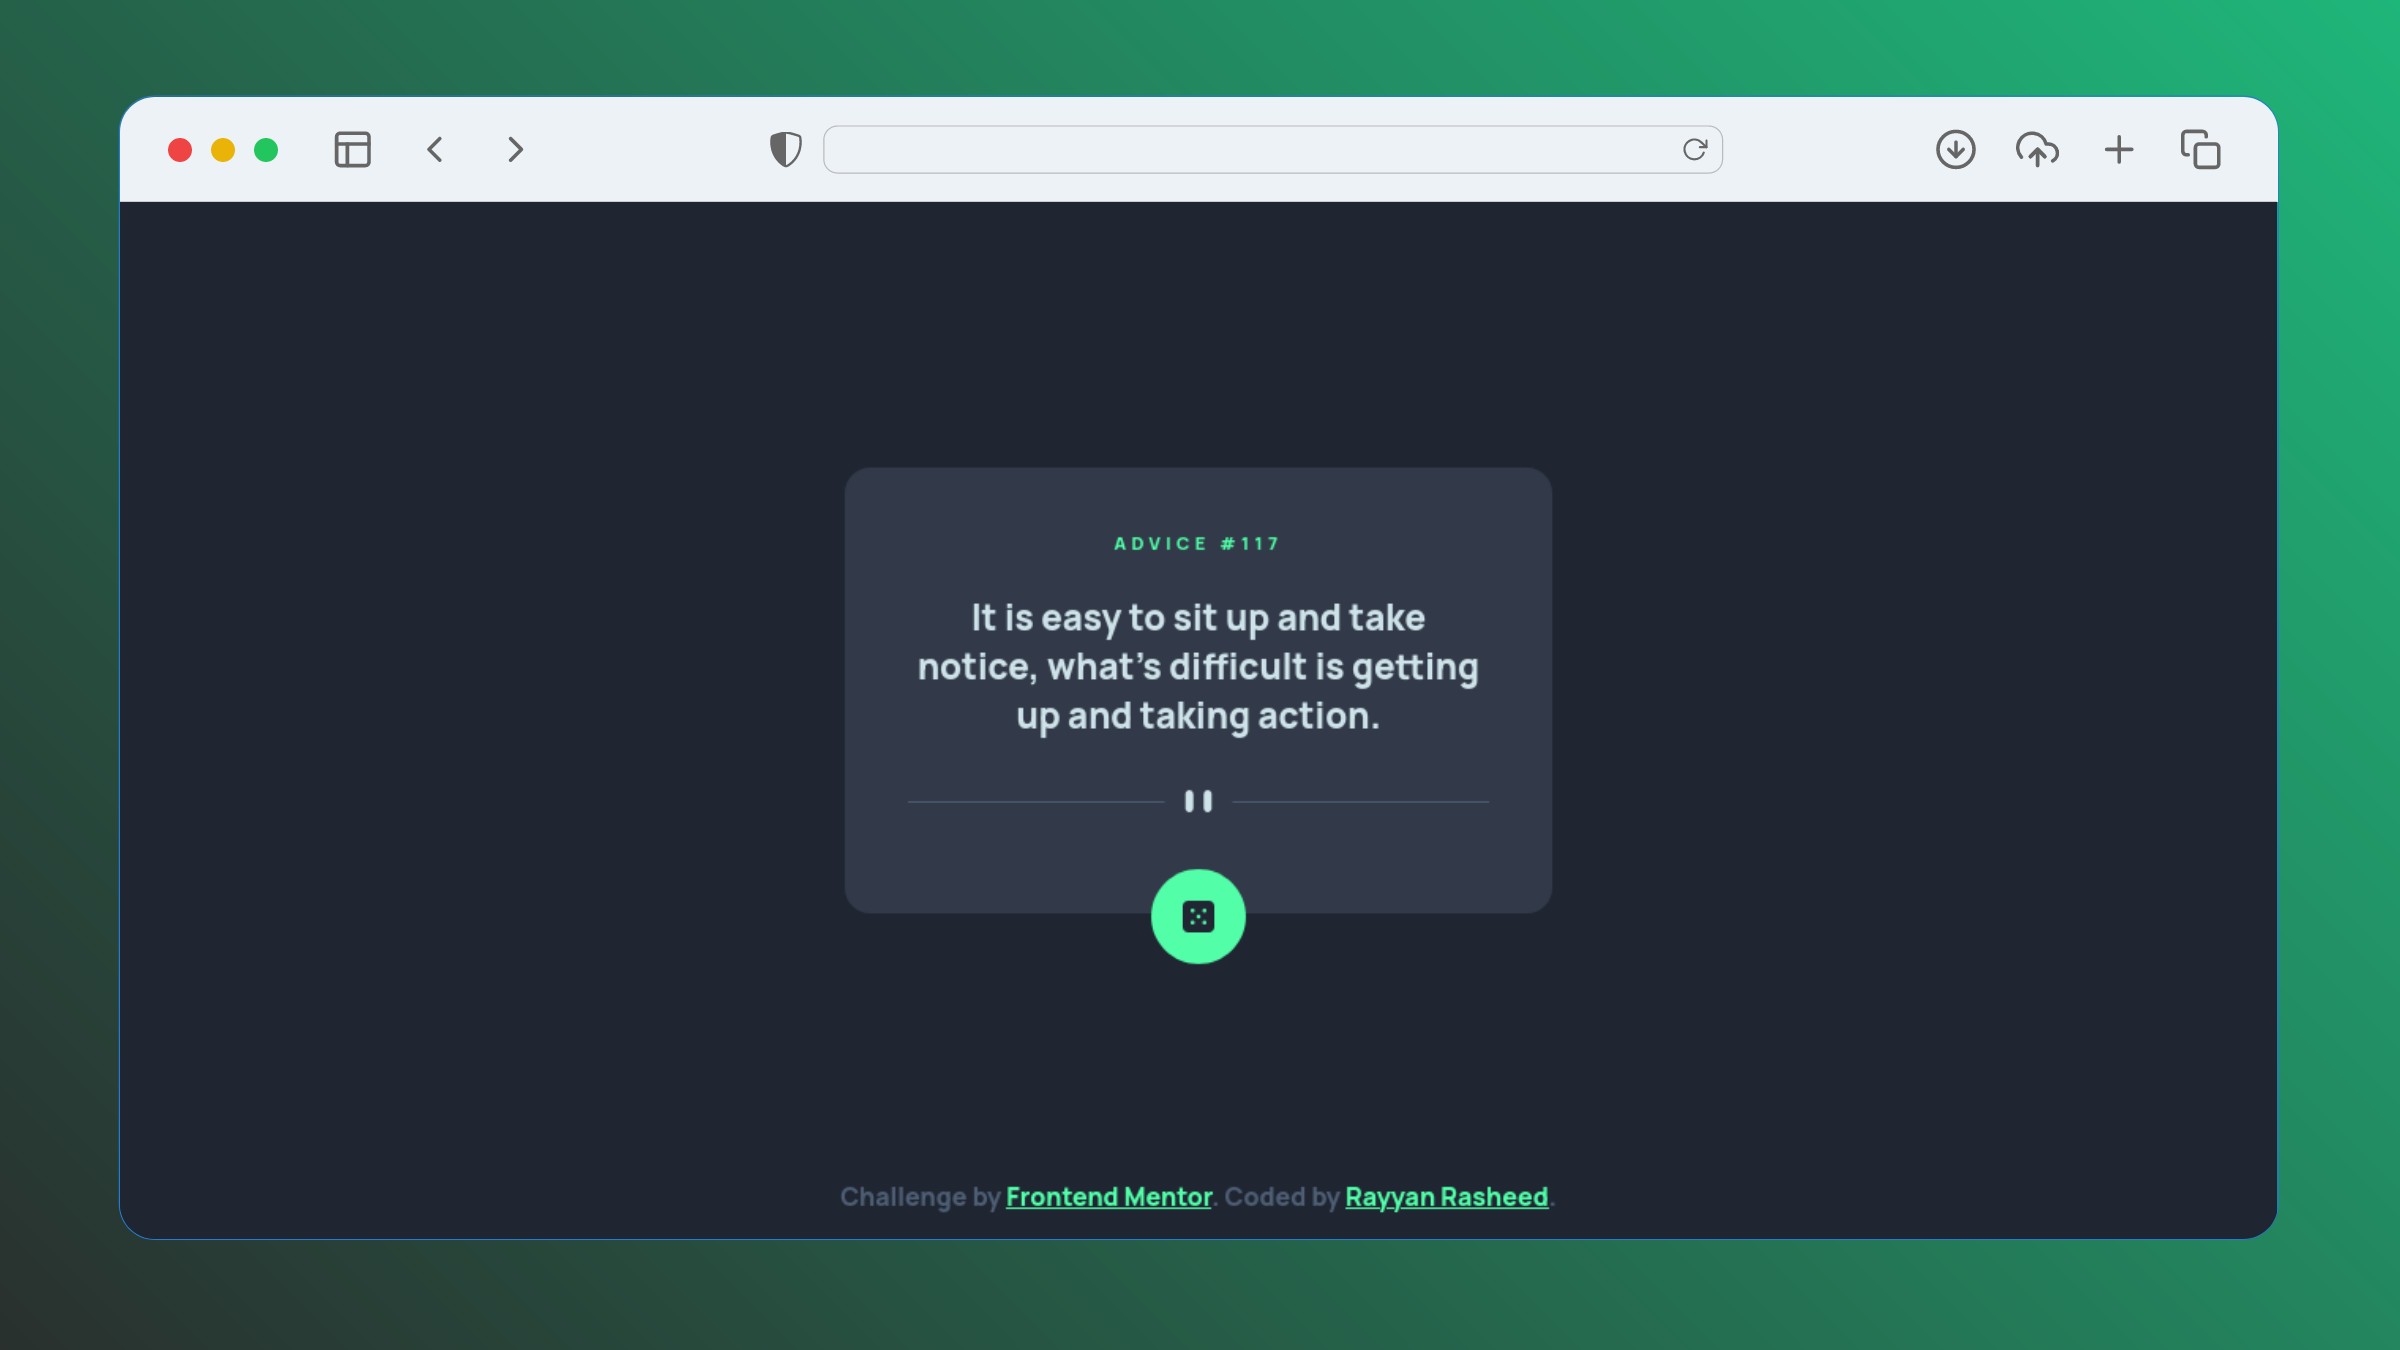 ADVICE #117
It is easy to sit up and take
notice, what’s difficult is getting
up and taking action.
Challenge by Frontend Mentor. Coded by Rayyan Rasheed.